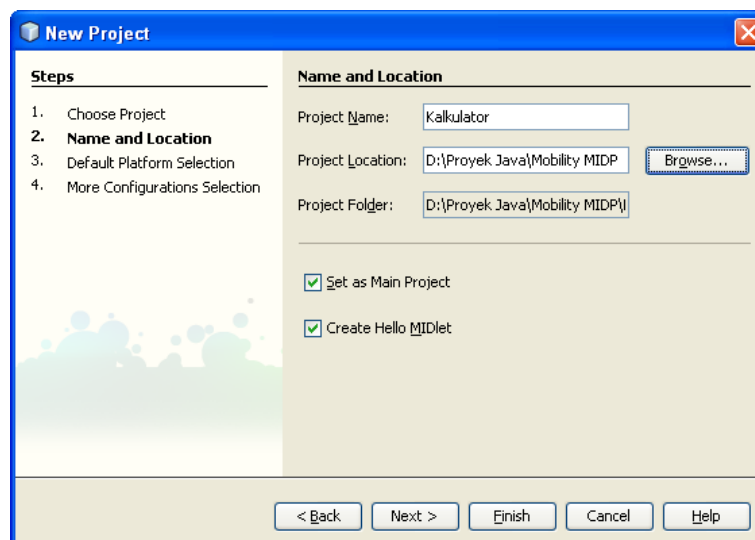 New Project
Steps
1. Choose Project
2. Name and Location
3. Default Platform Selection
4. More Configurations Selection
Name and Location
Project Name: Kalkulator
Project Location: D:\Proyek Java\Mobility MIDP Browse...
Project Folder: D:\Proyek Java\Mobility MIDP\
Set as Main Project
Create Hello MIDlet
< Back Next > Finish Cancel Help